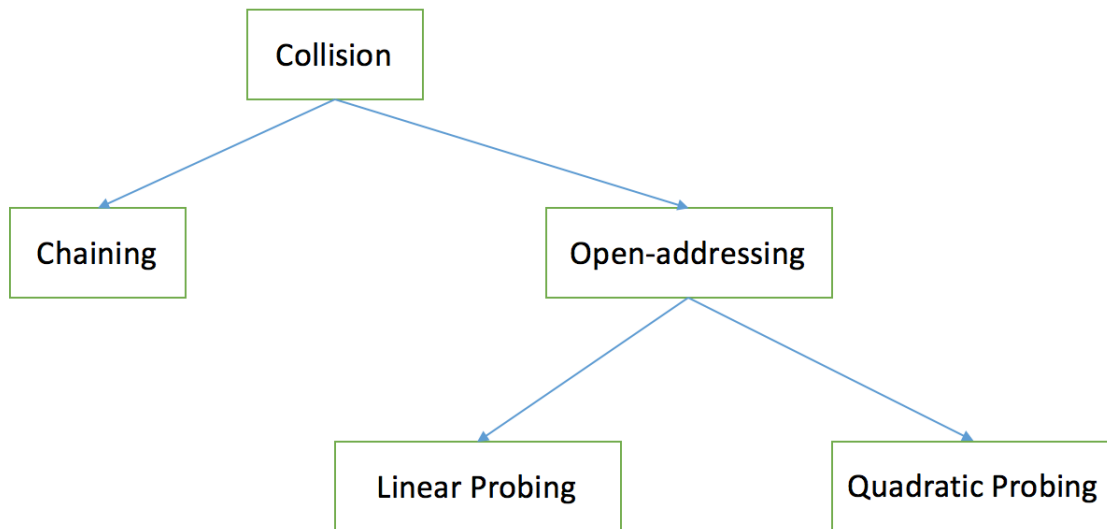 Collision
Chaining
Open-addressing
Linear Probing
Quadratic Probing